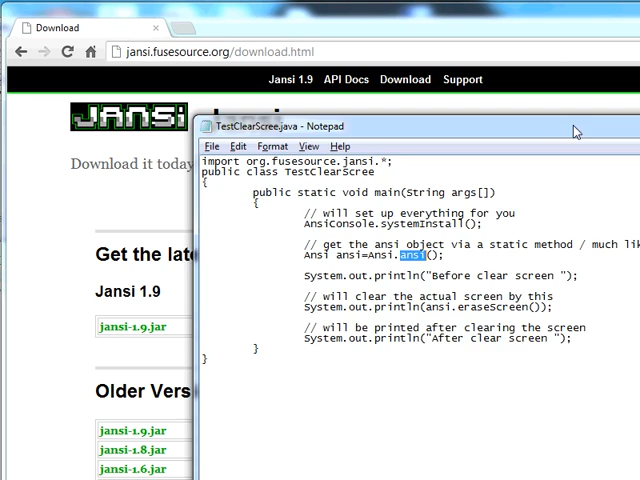 Download
jansi.fusesource.org/download.html
Jansi 1.9 API Docs Download Support
JANSI
Download it today
TestClearScree.java - Notepad
File Edit Format View Help
import org.fusesource.jansi.*;
public class TestClearScree
{
public static void main(String args[])
{
// will set up everything for you
AnsiConsole.systemInstall();
// get the ansi object via a static method / much
Ansi ansi=Ansi.ansi();
System.out.println("Before clear screen ");
// will clear the actual screen by this
System.out.println(ansi.eraseScreen());
// will be printed after clearing the screen
System.out.println("After clear screen ");
}
}
Get the
Jansi 1.9
jansi-1.9.jar
Older
jansi-1.9.jar
jansi-1.8.jar
jansi-1.6.jar